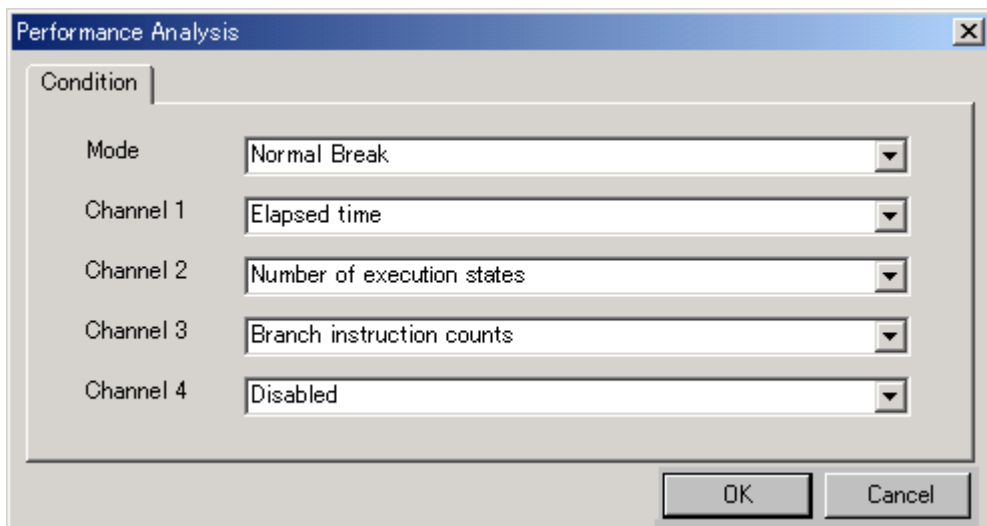 Performance Analysis
Condition
Mode
Normal Break
Channel 1
Elapsed time
Channel 2
Number of execution states
Channel 3
Branch instruction counts
Channel 4
Disabled
OK
Cancel